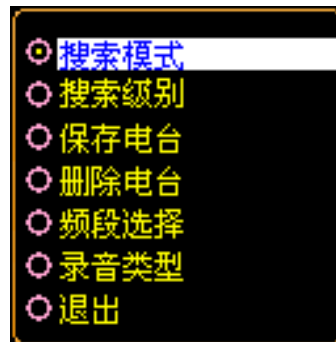 搜索模式
搜索级别
保存电台
删除电台
频段选择
录音类型
退出